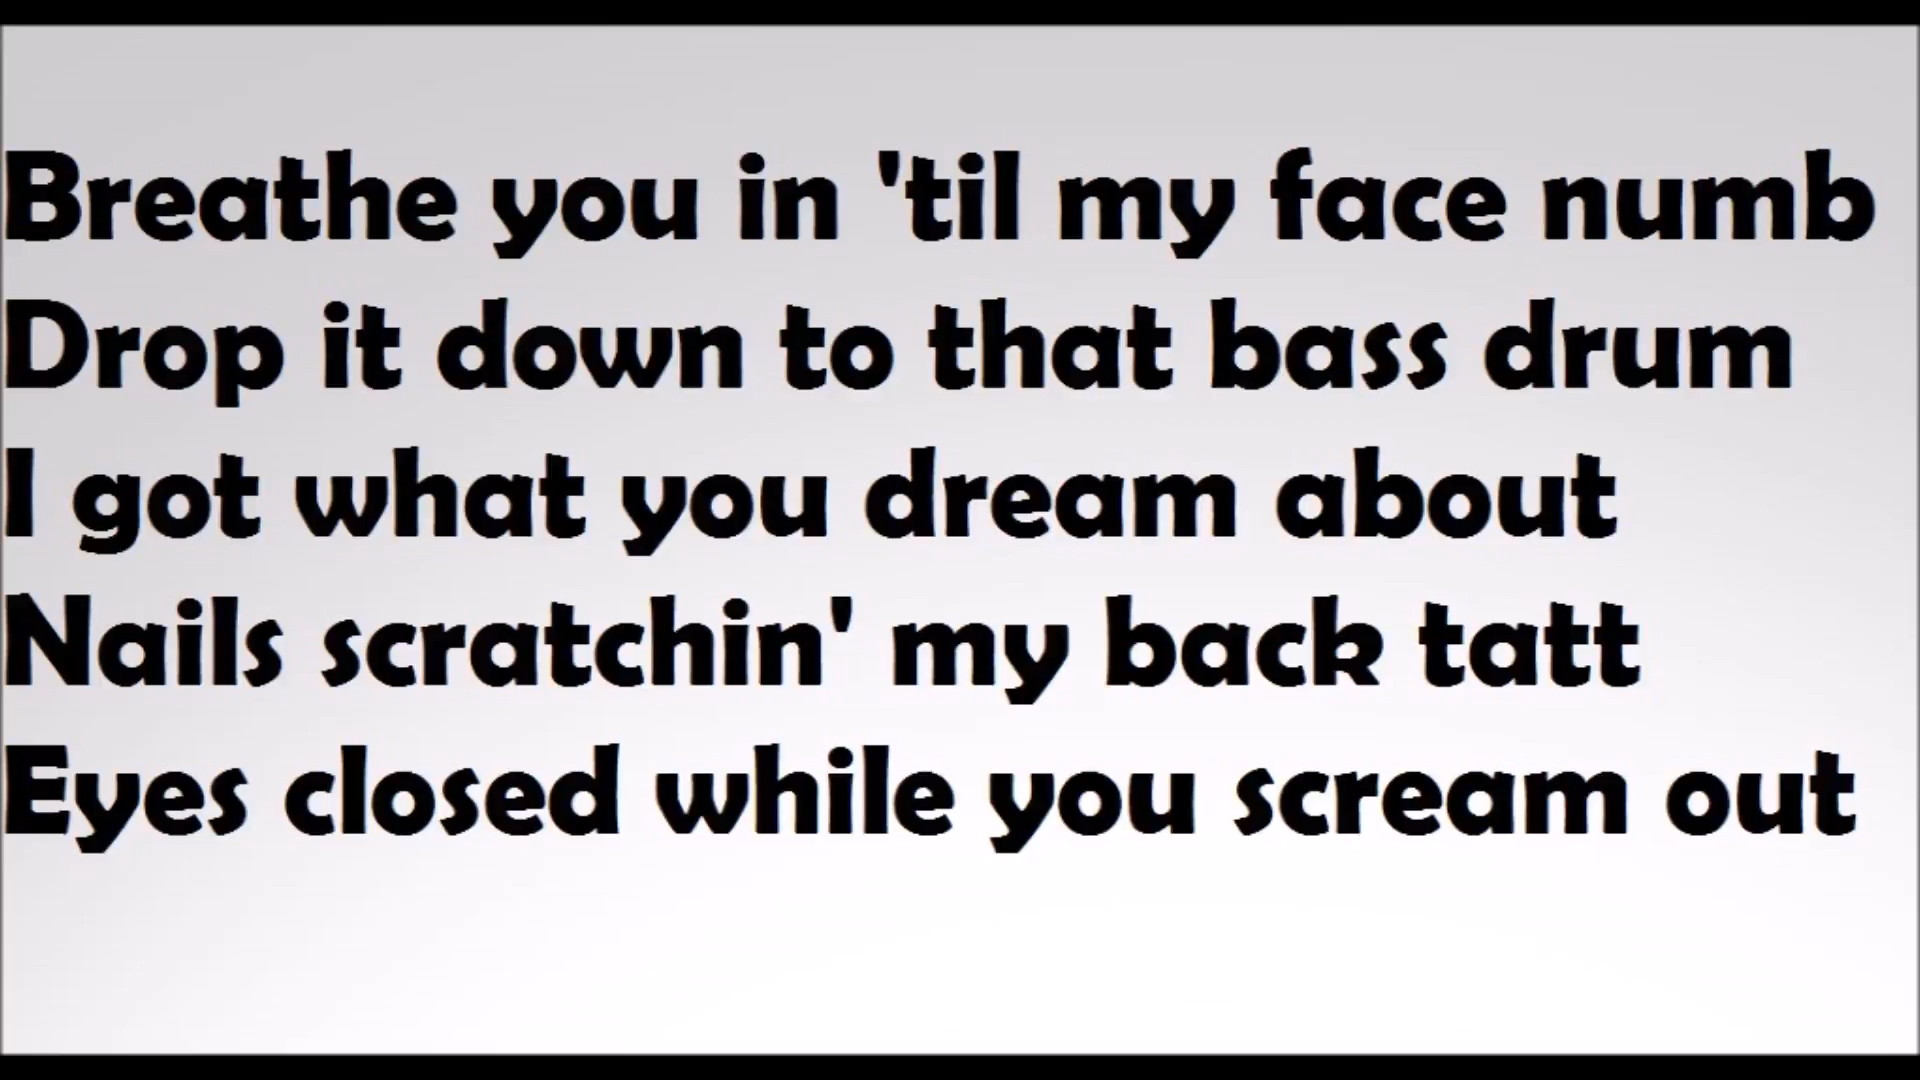 Breathe you in 'til my face numb
Drop it down to that bass drum
I got what you dream about
Nails scratchin' my back tatt
Eyes closed while you scream out